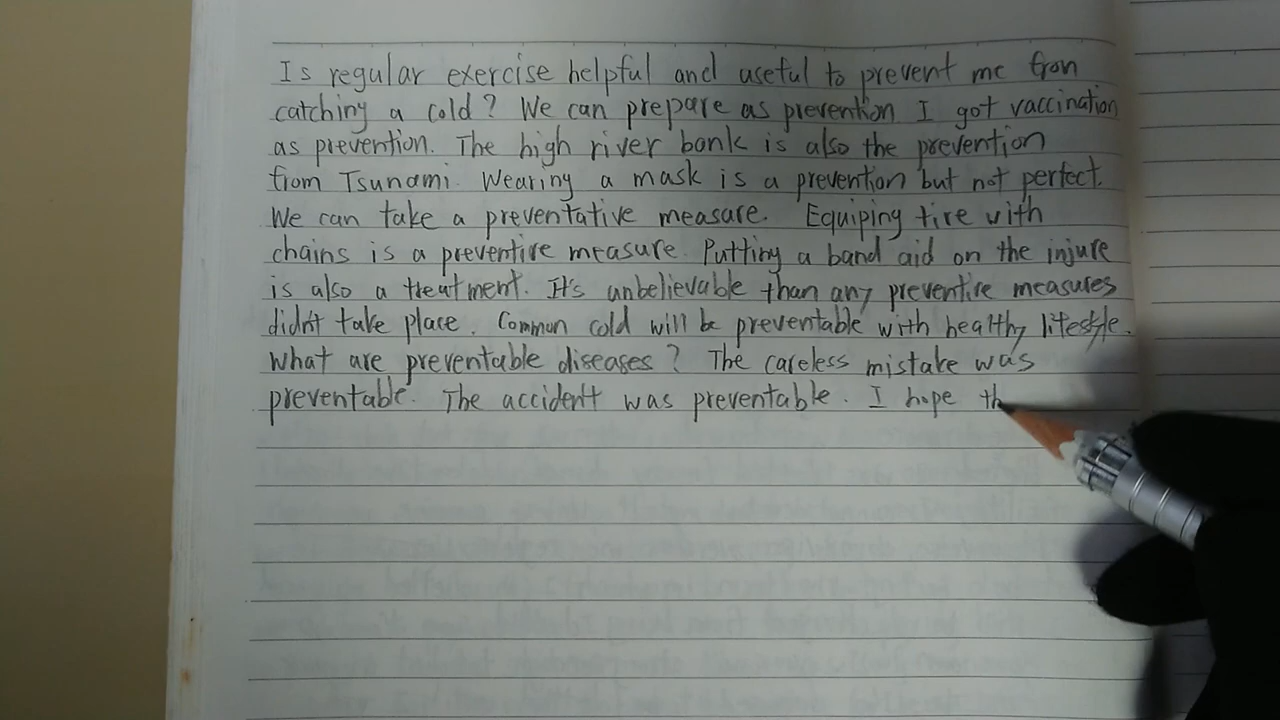 Is regular exercise helpful and useful to prevent me from
catching a cold? We can prepare as prevention I got vaccination
as prevention. The high river bank is also the prevention
from Tsunami. Wearing a mask is a prevention but not perfect.
We can take a preventative measure. Equiping tire with
chains is a preventive measure. Putting a band aid on the injure
is also a treatment. It's unbelievable than any preventive measures
didn't take place. Common cold will be preventable with healthy lifestyle.
What are preventable diseases? The careless mistake was
preventable. The accident was preventable. I hope th